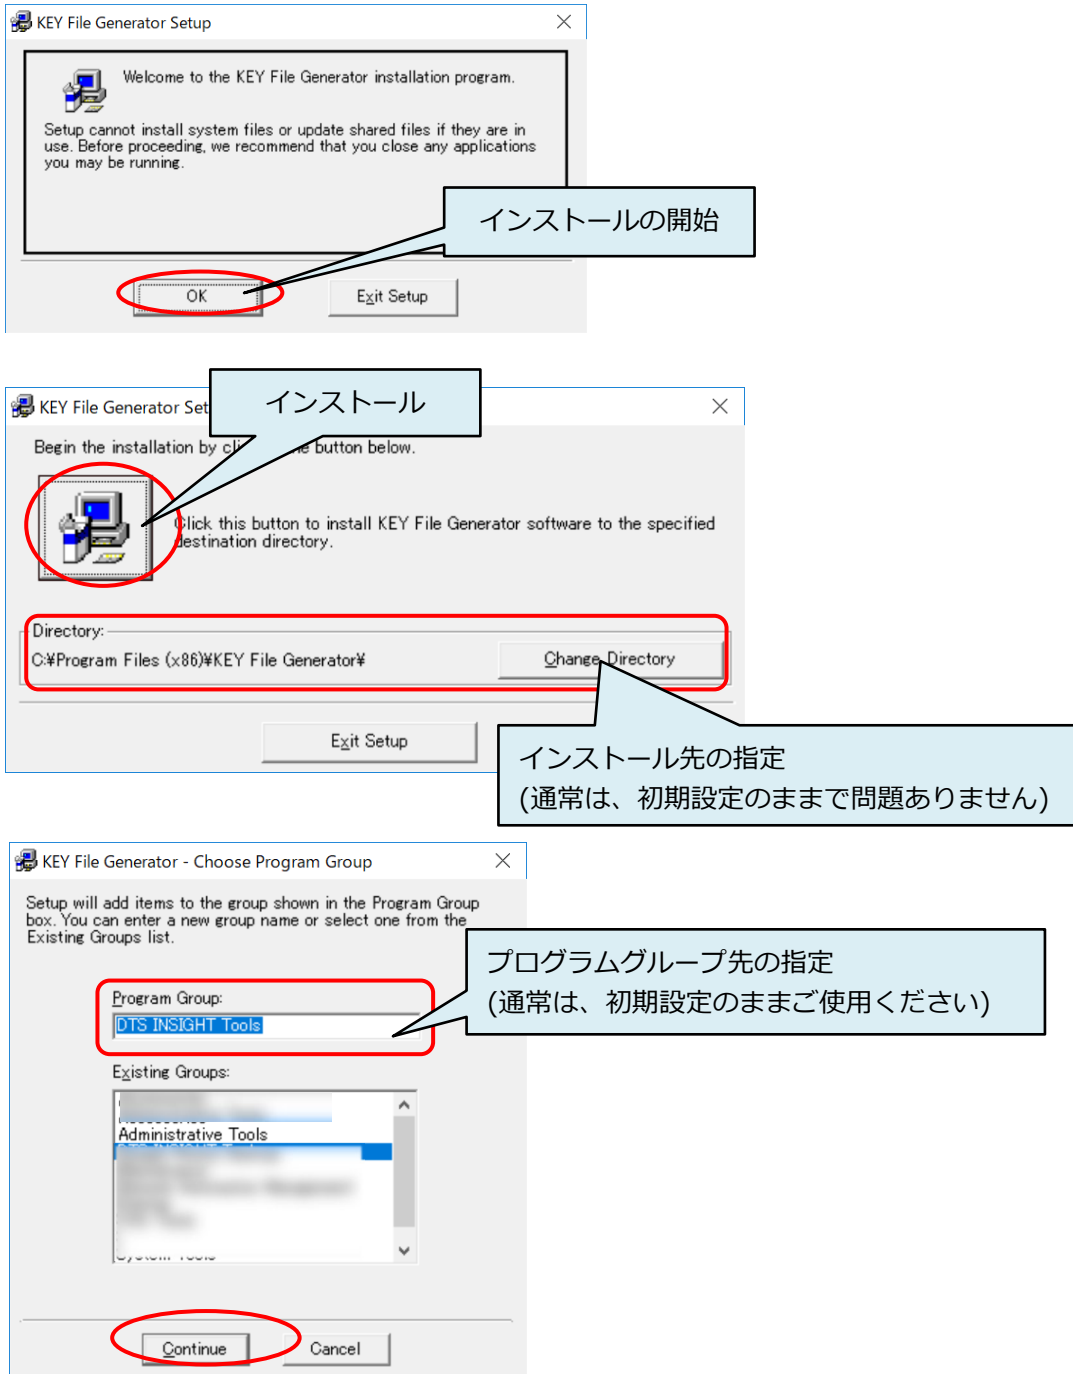 KEY File Generator Setup
Welcome to the KEY File Generator installation program.
Setup cannot install system files or update shared files if they are in
use. Before proceeding, we recommend that you close any applications
you may be running.
インストールの開始
OK
Exit Setup
インストール
KEY File Generator Set
Begin the installation by cli
button below.
Click this button to install KEY File Generator software to the specified
destination directory.
Directory:
C:¥Program Files (x86)¥KEY File Generator¥
Change Directory
Exit Setup
インストール先の指定
(通常は、初期設定のままで問題ありません)
KEY File Generator - Choose Program Group
Setup will add items to the group shown in the Program Group
box. You can enter a new group name or select one from the
Existing Groups list.
プログラムグループ先の指定
(通常は、初期設定のままご使用ください)
Program Group:
DTS INSIGHT Tools
Existing Groups:
Administrative Tools
Continue
Cancel